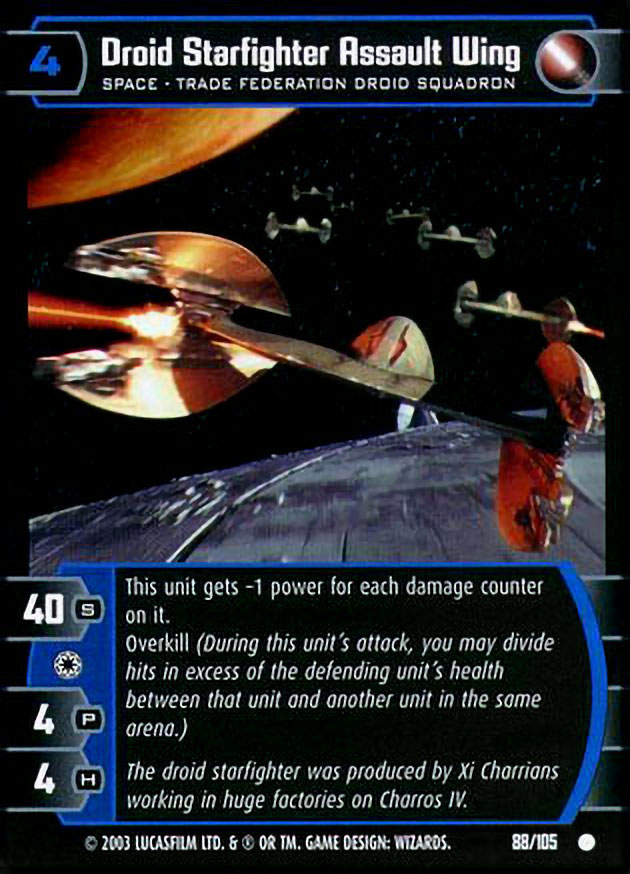 4
Droid Starfighter Assault Wing
SPACE · TRADE FEDERATION DROID SQUADRON
40 S
This unit gets -1 power for each damage counter
on it.
Overkill (During this unit's attack, you may divide
hits in excess of the defending unit's health
between that unit and another unit in the same
arena.)
4 P
4 H
The droid starfighter was produced by Xi Charrians
working in huge factories on Charros IV.
© 2003 LUCASFILM LTD. & ® OR TM. GAME DESIGN: WIZARDS. 88/105